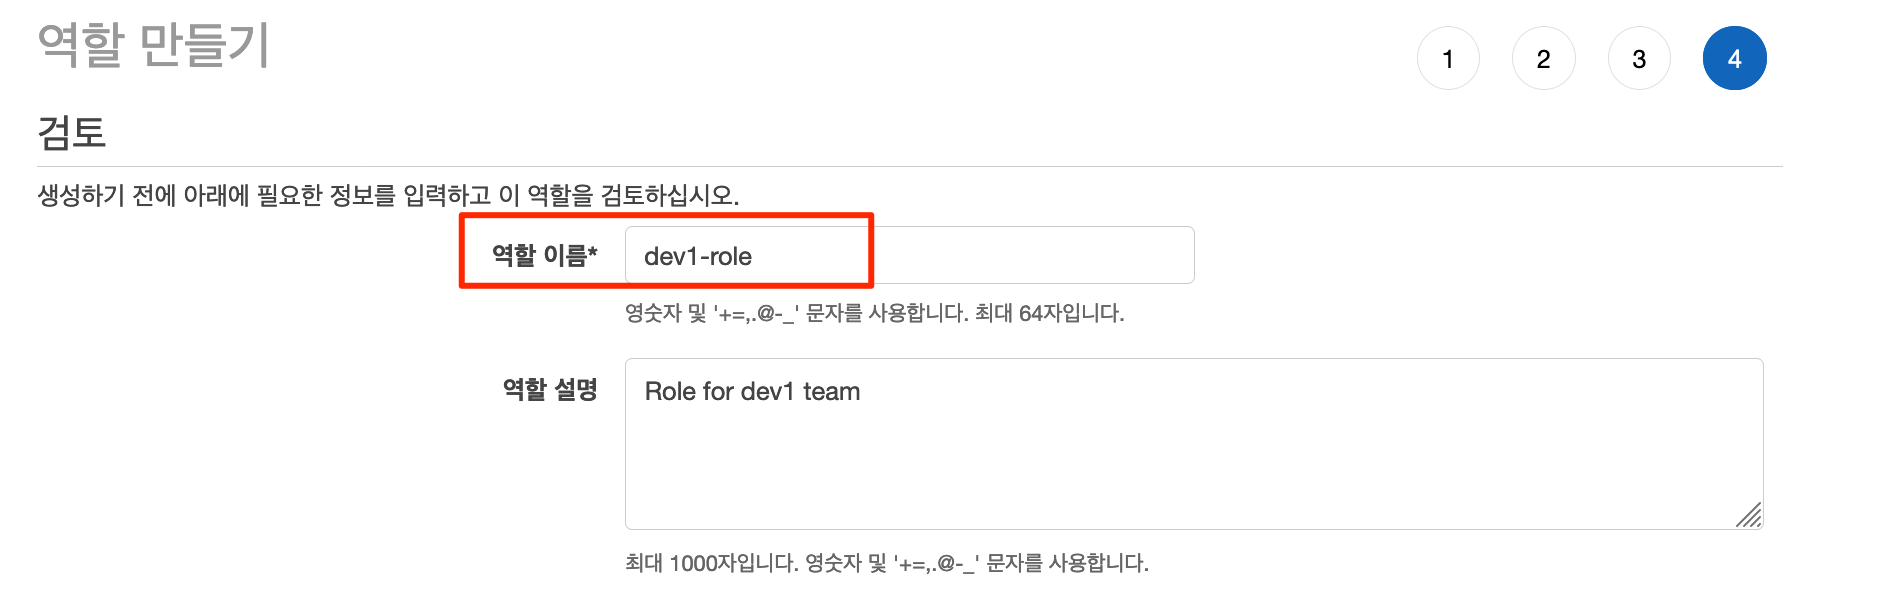 역할 만들기
1 2 3 4
검토
생성하기 전에 아래에 필요한 정보를 입력하고 이 역할을 검토하십시오.
역할 이름* dev1-role
영숫자 및 '+=,.@-_' 문자를 사용합니다. 최대 64자입니다.
역할 설명 Role for dev1 team
최대 1000자입니다. 영숫자 및 '+=,.@-_' 문자를 사용합니다.